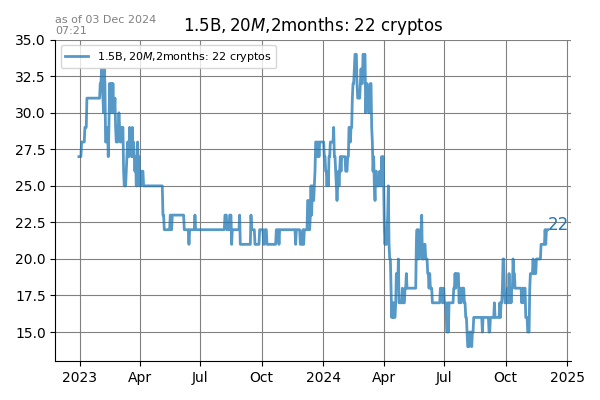 as of 03 Dec 2024
07:21
1.5B, 20M,2months: 22 cryptos
1.5B, 20M,2months: 22 cryptos
35.0
32.5
30.0
27.5
25.0
22.5
20.0
17.5
15.0
22
2023 Apr Jul Oct 2024 Apr Jul Oct 2025